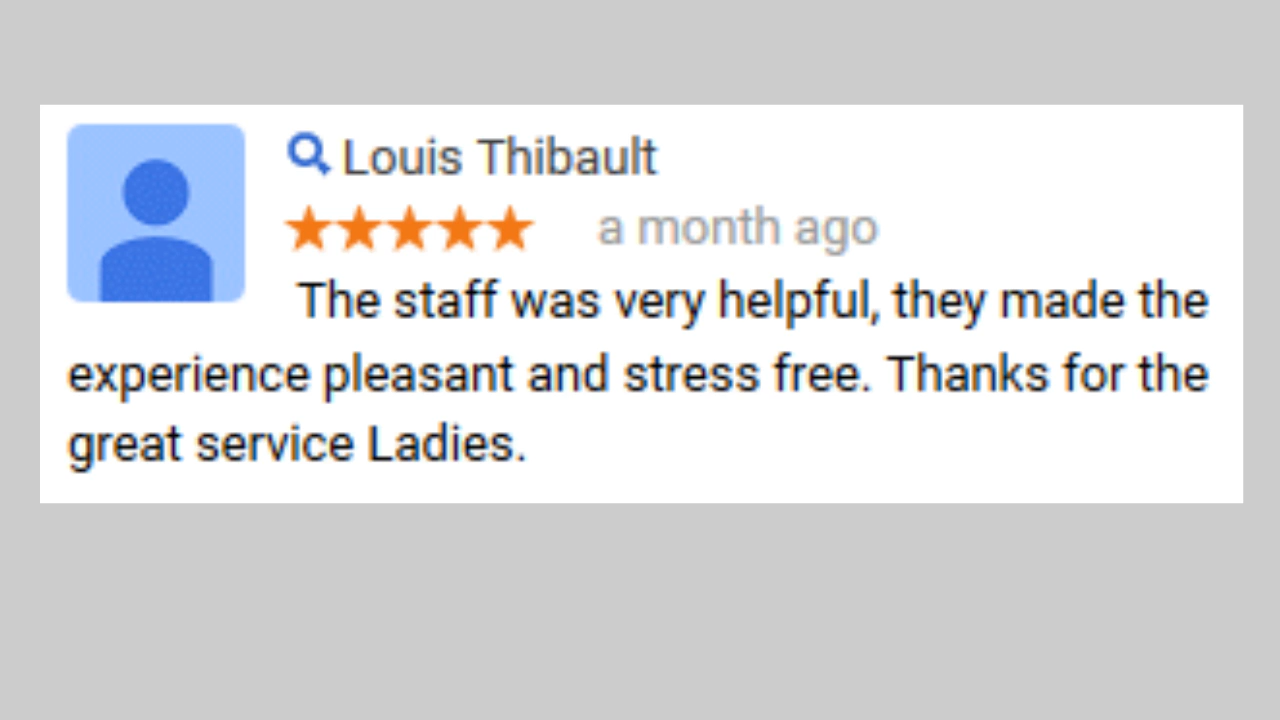 Louis Thibault
a month ago
The staff was very helpful, they made the
experience pleasant and stress free. Thanks for the
great service Ladies.